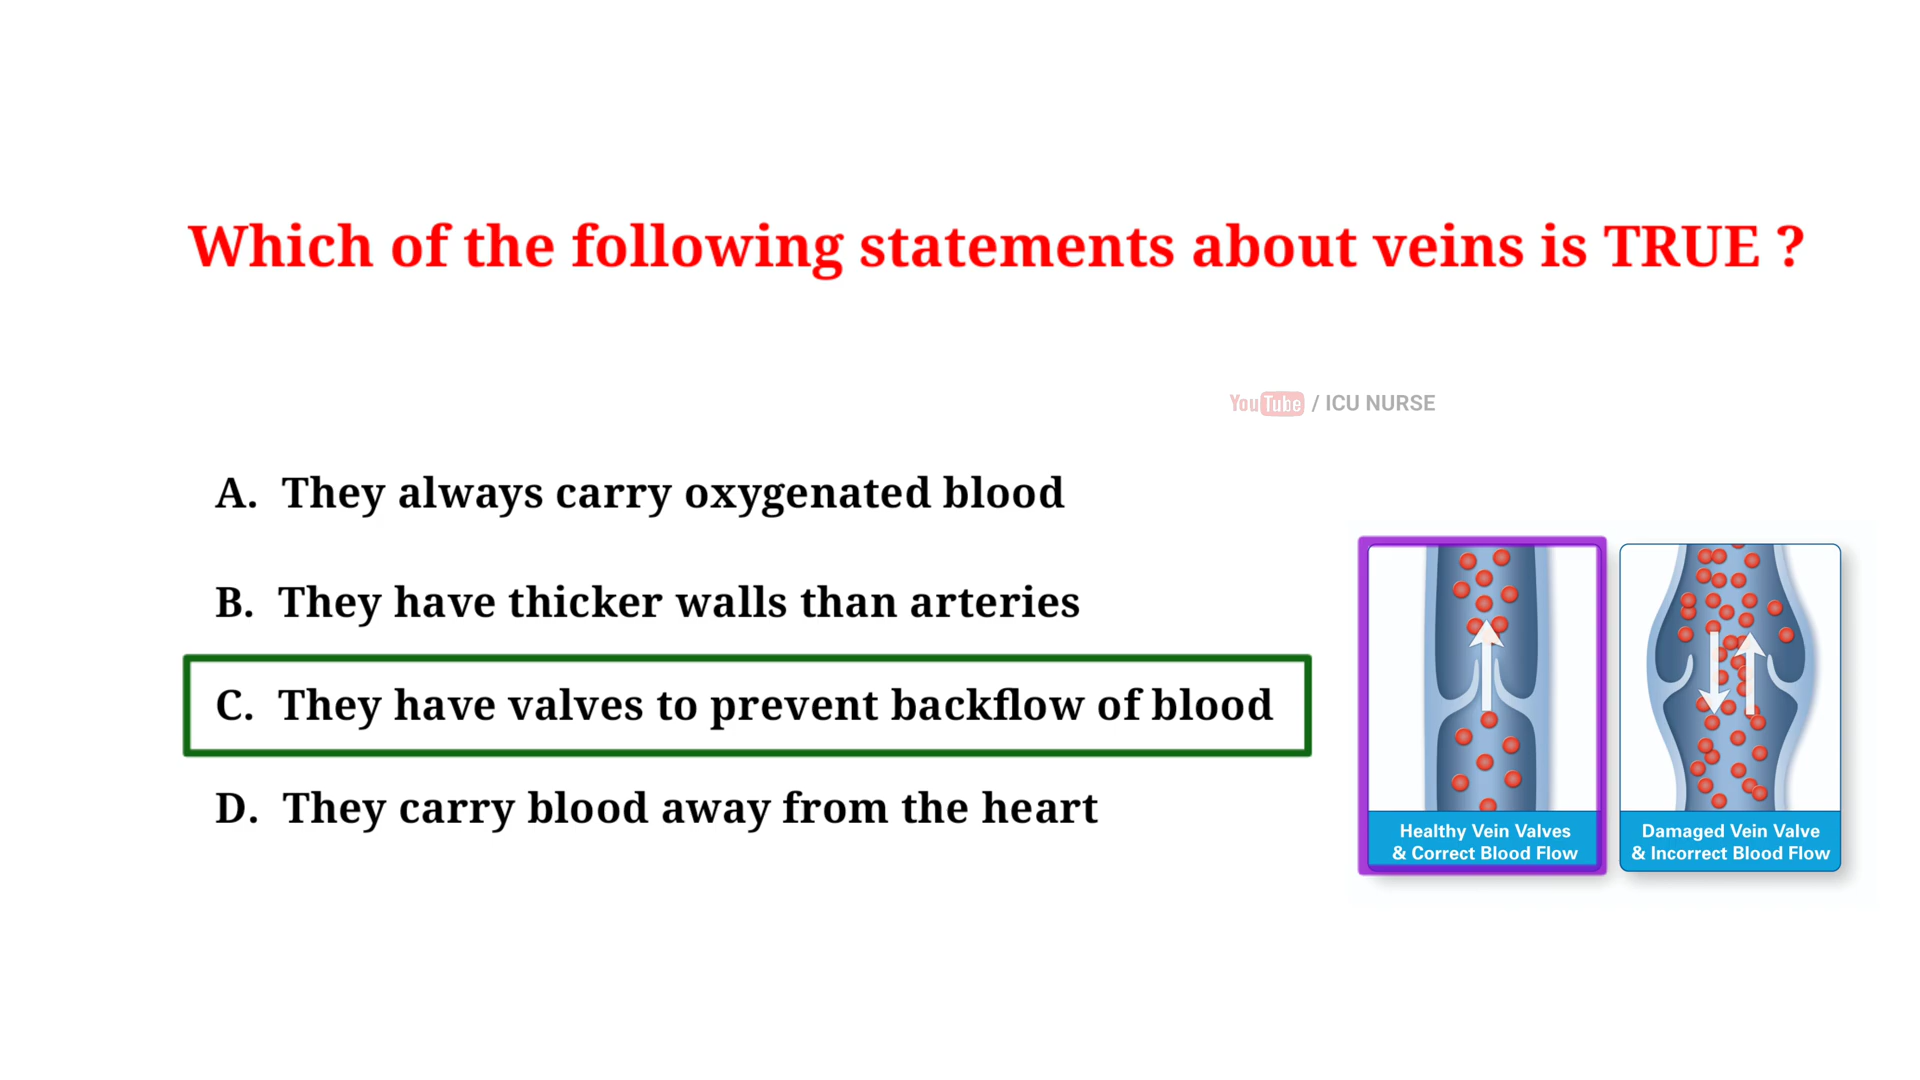 Which of the following statements about veins is TRUE ?
YouTube / ICU NURSE
A. They always carry oxygenated blood
B. They have thicker walls than arteries
C. They have valves to prevent backflow of blood
D. They carry blood away from the heart
Healthy Vein Valves
& Correct Blood Flow
Damaged Vein Valve
& Incorrect Blood Flow